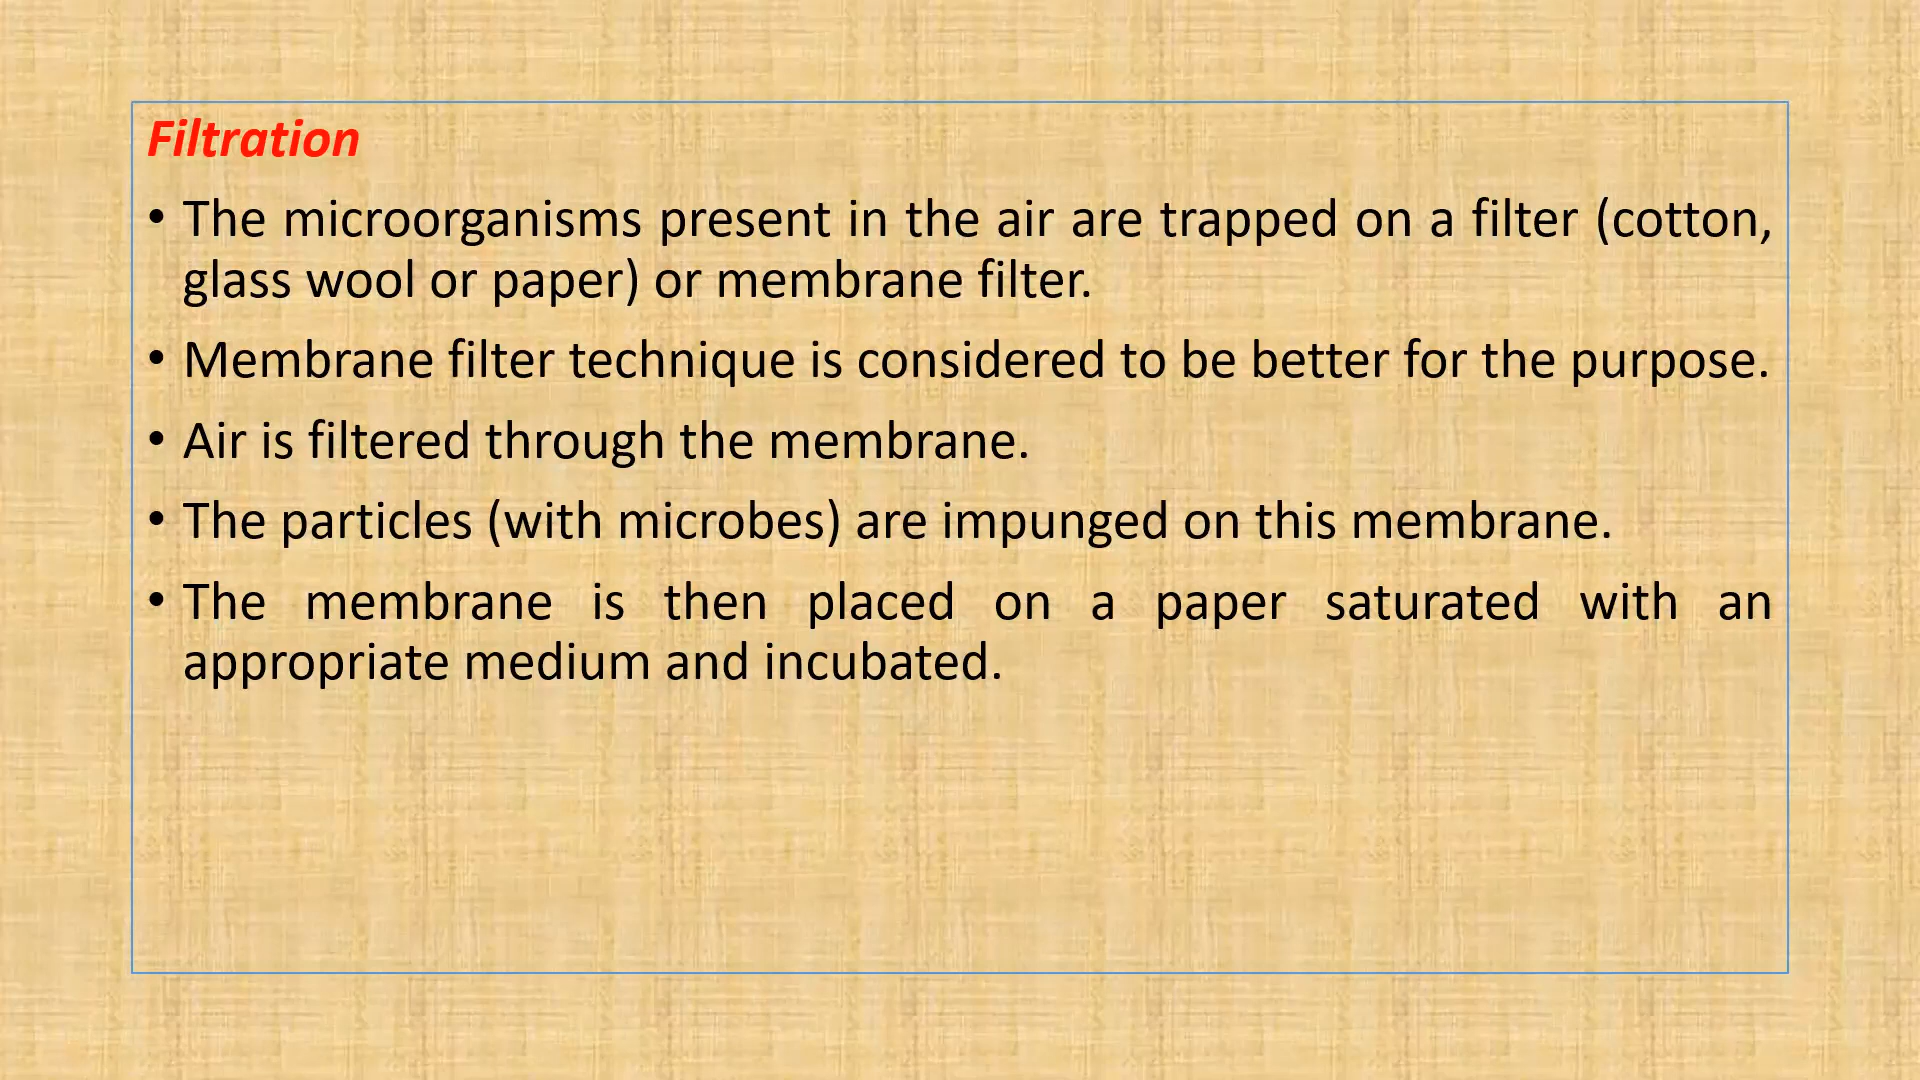 Filtration
• The microorganisms present in the air are trapped on a filter (cotton,
glass wool or paper) or membrane filter.
• Membrane filter technique is considered to be better for the purpose.
• Air is filtered through the membrane.
• The particles (with microbes) are impunged on this membrane.
• The membrane is then placed on a paper saturated with an
appropriate medium and incubated.